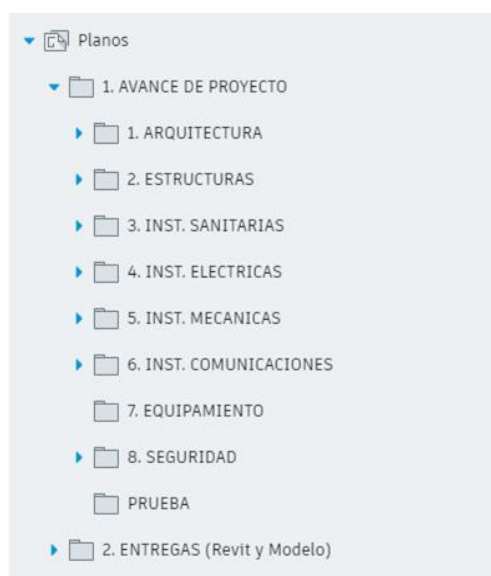 Planos
1. AVANCE DE PROYECTO
1. ARQUITECTURA
2. ESTRUCTURAS
3. INST. SANITARIAS
4. INST. ELECTRICAS
5. INST. MECANICAS
6. INST. COMUNICACIONES
7. EQUIPAMIENTO
8. SEGURIDAD
PRUEBA
2. ENTREGAS (Revit y Modelo)